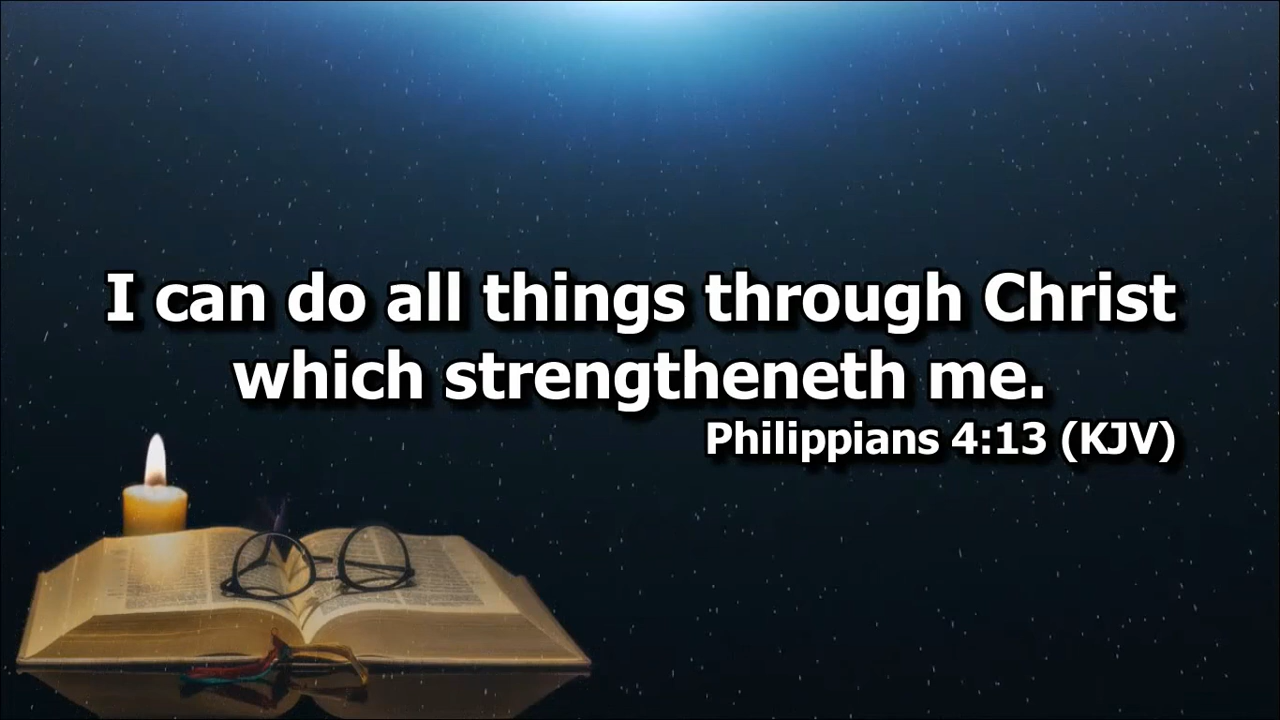 I can do all things through Christ
which strengtheneth me.
Philippians 4:13 (KJV)